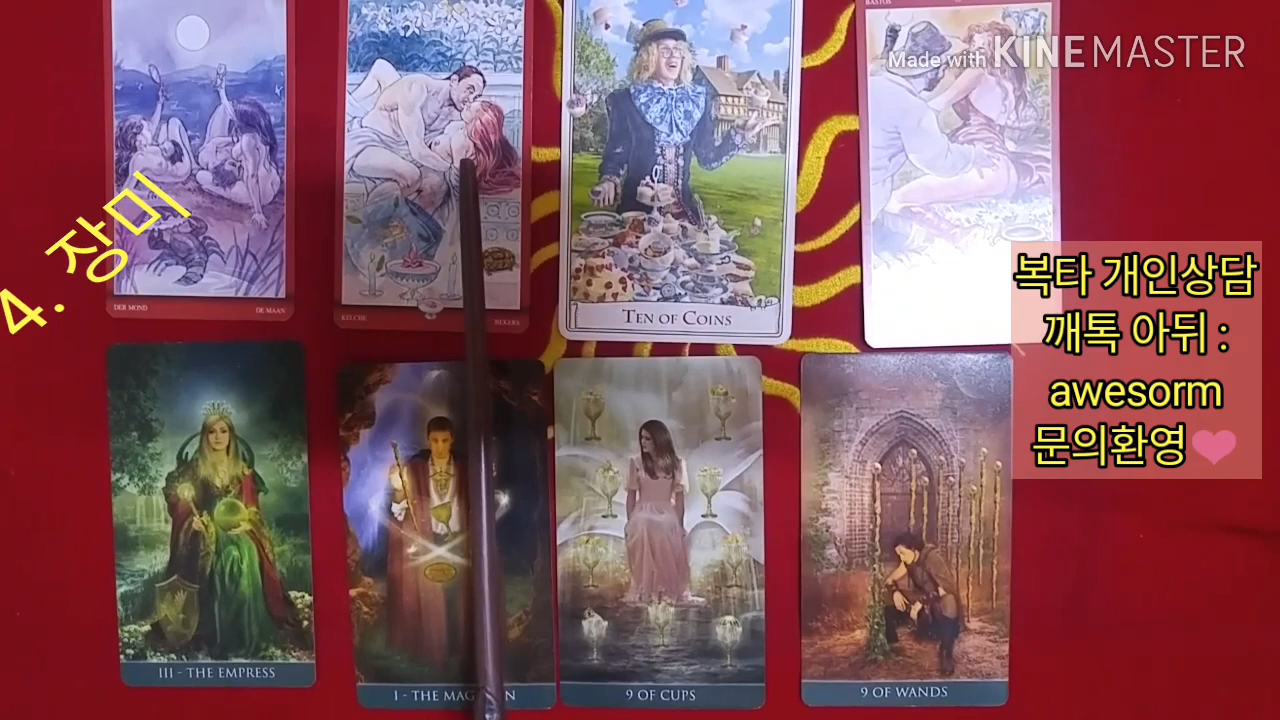 BASTOS
Made with KINEMASTER
4. 장미
DER MOND
DE MAAN
KELCHE
BEKERS
TEN OF COINS
복타 개인상담
깨톡 아뒤 :
awesorm
문의환영
III - THE EMPRESS
9 OF CUPS
9 OF WANDS
I - THE